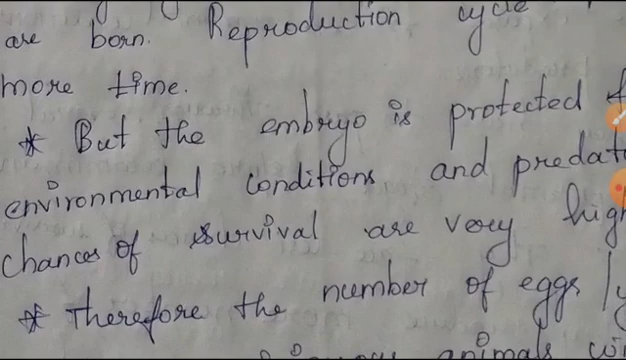 are born. Reproduction cycle
more time.
* But the embryo is protected
environmental conditions and
chances of survival are very
* Therefore the number of eggs
animals